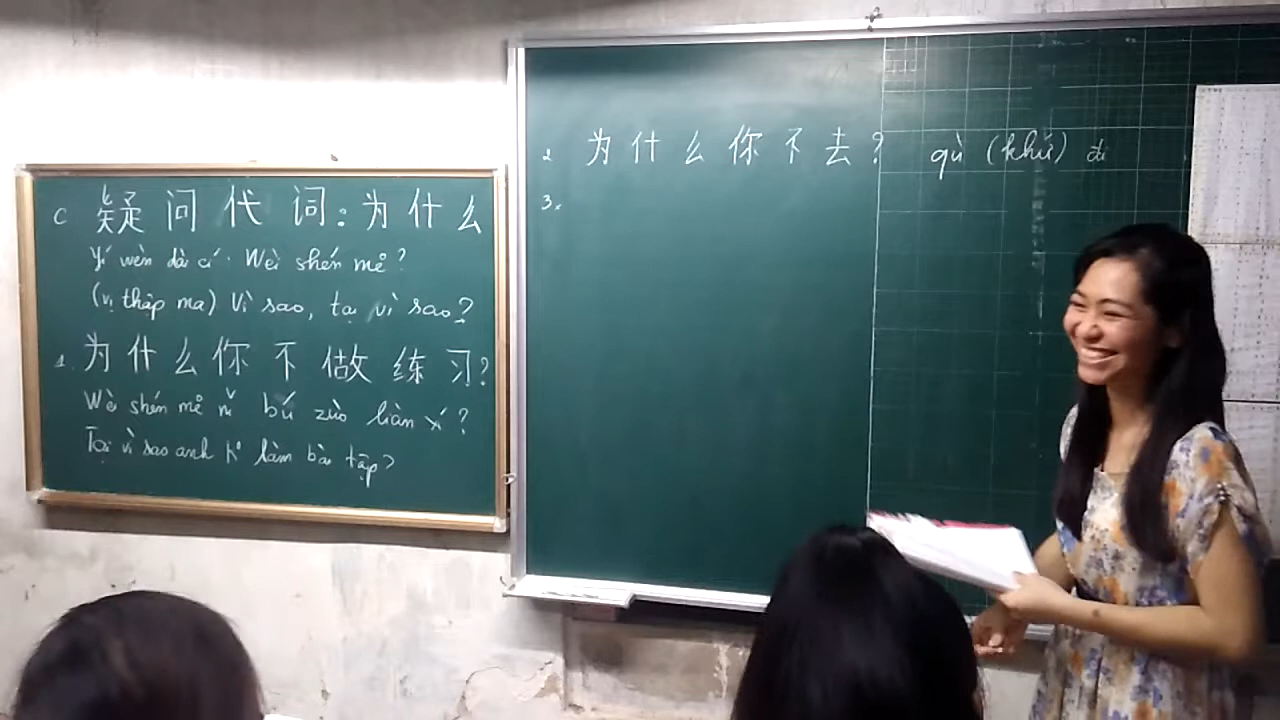 C 疑问代词:为什么
Yí wèn dài cí: Wèi shén me?
(vị thập ma) Vì sao, tại vì sao?
1. 为什么你不做练习?
Wèi shén me nǐ bú zuò liàn xí?
Tại vì sao anh K° làm bài tập?
2 为什么你不去? qù (khứ) đi
3.